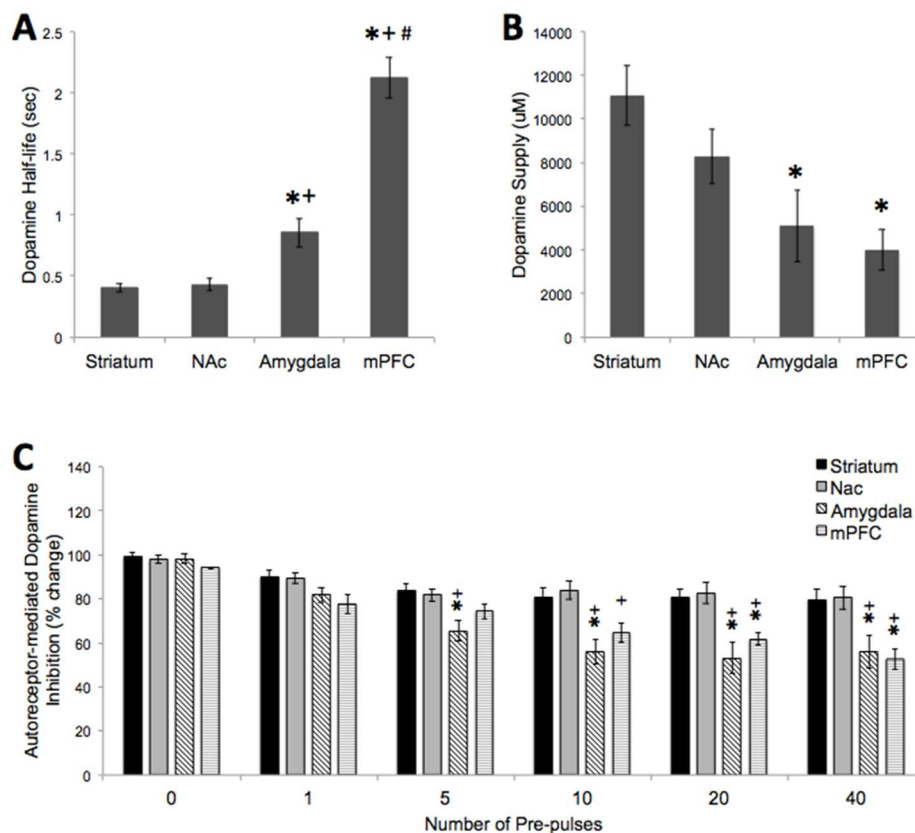 A
Dopamine Half-life (sec)
2.5
2
1.5
1
0.5
0
*+
*+ #
Striatum
NAc
Amygdala
mPFC
B
Dopamine Supply (uM)
14000
12000
10000
8000
6000
4000
2000
0
*
*
Striatum
NAc
Amygdala
mPFC
C
Autoreceptor-mediated Dopamine
Inhibition (% change)
140
120
100
80
60
40
20
0
Striatum
Nac
Amygdala
mPFC
*+
*+
+
*+
*+
*+
*+
0
1
5
10
20
40
Number of Pre-pulses